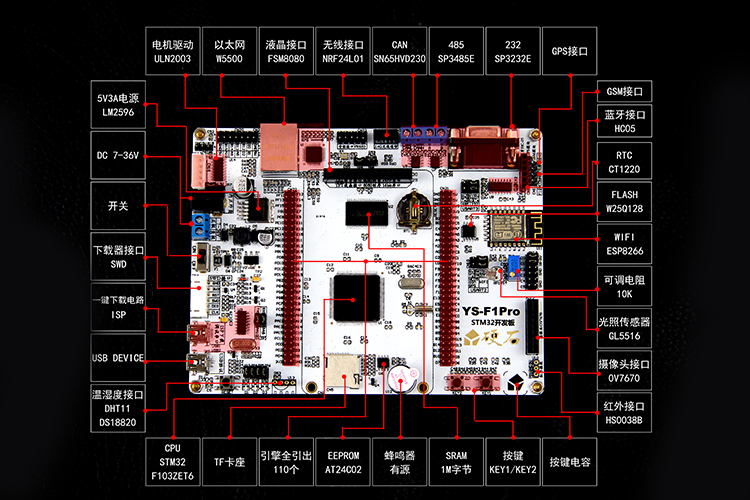 电机驱动
ULN2003
以太网
W5500
液晶接口
FSM8080
无线接口
NRF24L01
CAN
SN65HVD230
485
SP3485E
232
SP3232E
GPS接口
5V3A电源
LM2596
DC 7-36V
开关
下载器接口
SWD
一键下载电路
ISP
USB DEVICE
温湿度接口
DHT11
DS18820
GSM接口
蓝牙接口
HC05
RTC
CT1220
FLASH
W25Q128
WIFI
ESP8266
可调电阻
10K
光照传感器
GL5516
摄像头接口
OV7670
红外接口
HS0038B
YS-F1Pro
STM32开发板
硬石
CPU
STM32
F103ZET6
TF卡座
引擎全引出
110个
EEPROM
AT24C02
蜂鸣器
有源
SRAM
1M字节
按键
KEY1/KEY2
按键电容